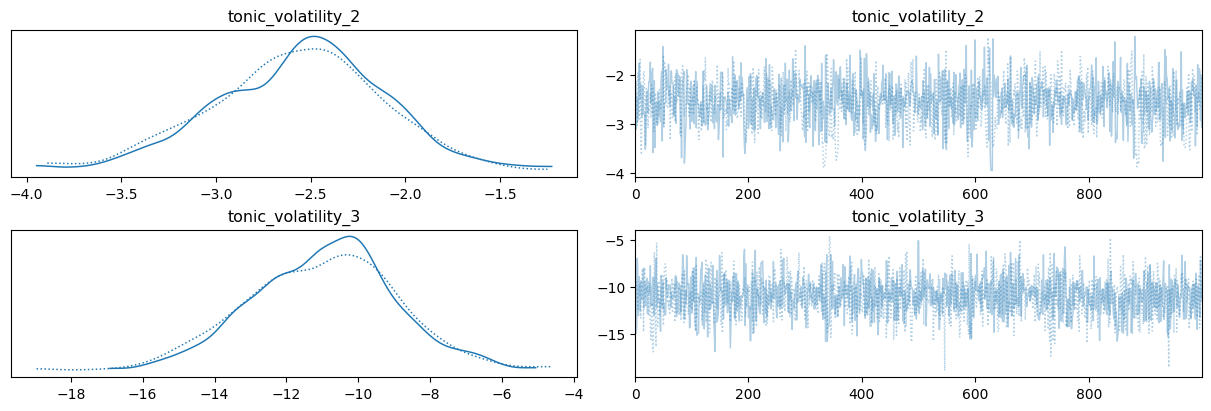 tonic_volatility_2
−4.0 −3.5 −3.0 −2.5 −2.0 −1.5
tonic_volatility_2
−2
−3
−4
0 200 400 600 800
tonic_volatility_3
−18 −16 −14 −12 −10 −8 −6 −4
tonic_volatility_3
−5
−10
−15
0 200 400 600 800